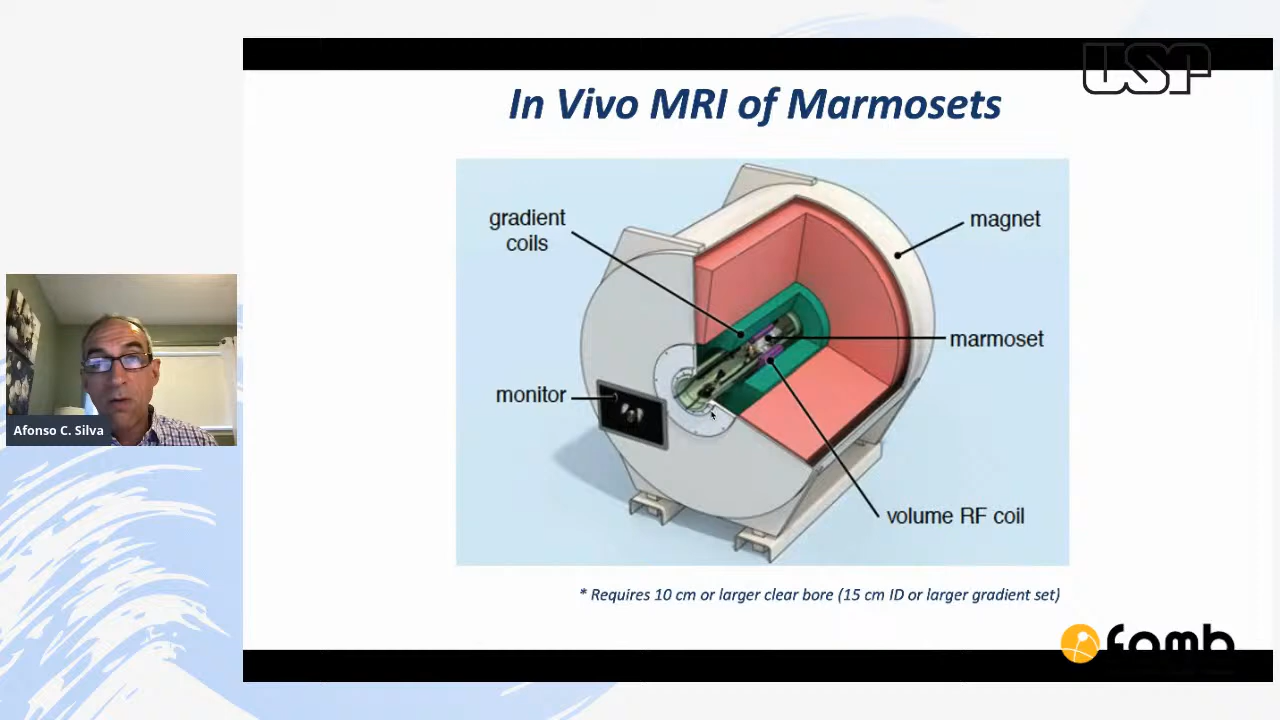 USP
In Vivo MRI of Marmosets
gradient
coils
magnet
marmoset
monitor
volume RF coil
Afonso C. Silva
* Requires 10 cm or larger clear bore (15 cm ID or larger gradient set)
famb